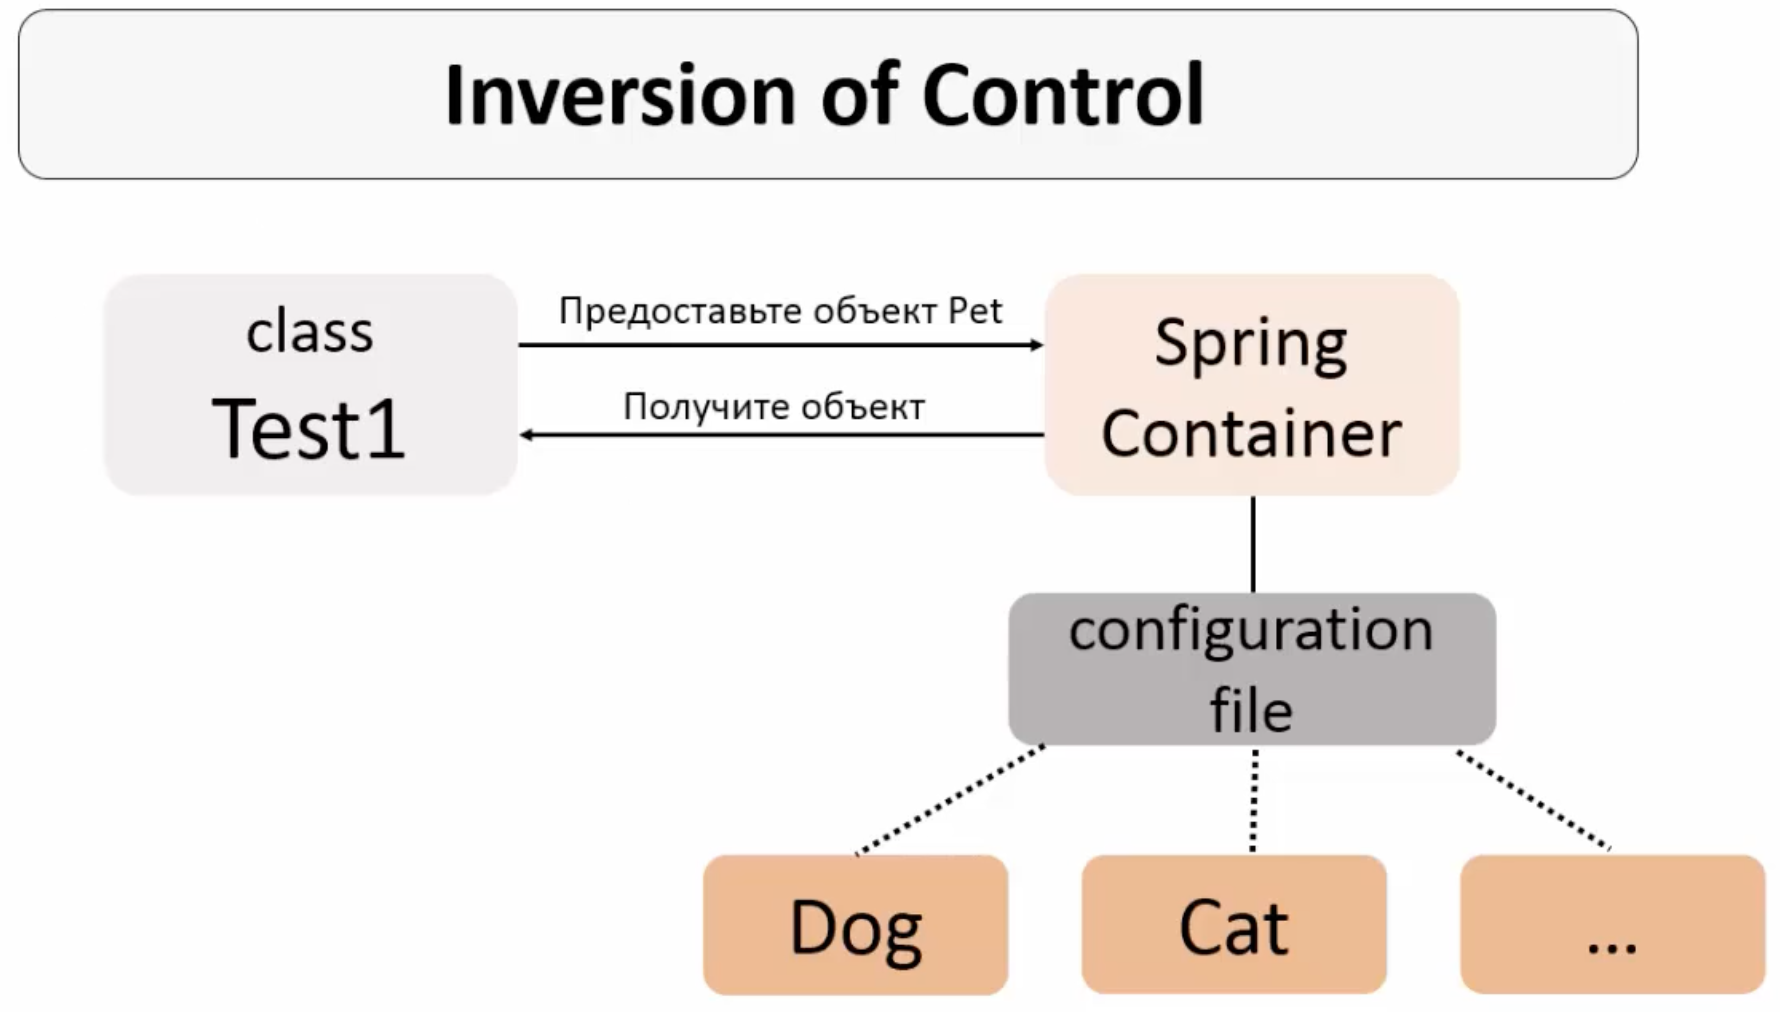 Inversion of Control
class
Test1
Предоставьте объект Pet
Получите объект
Spring
Container
configuration
file
Dog
Cat
...